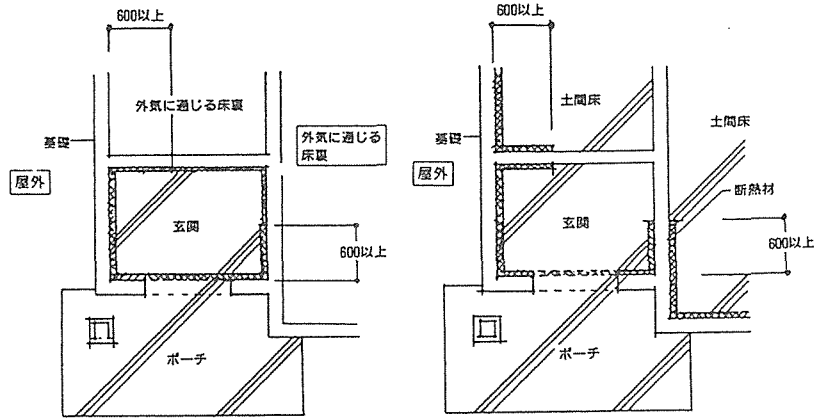 600以上
外気に通じる床裏
基礎
外気に通じる
床裏
屋外
玄関
600以上
ポーチ
600以上
土間床
土間床
基礎
屋外
断熱材
玄関
600以上
ポーチ